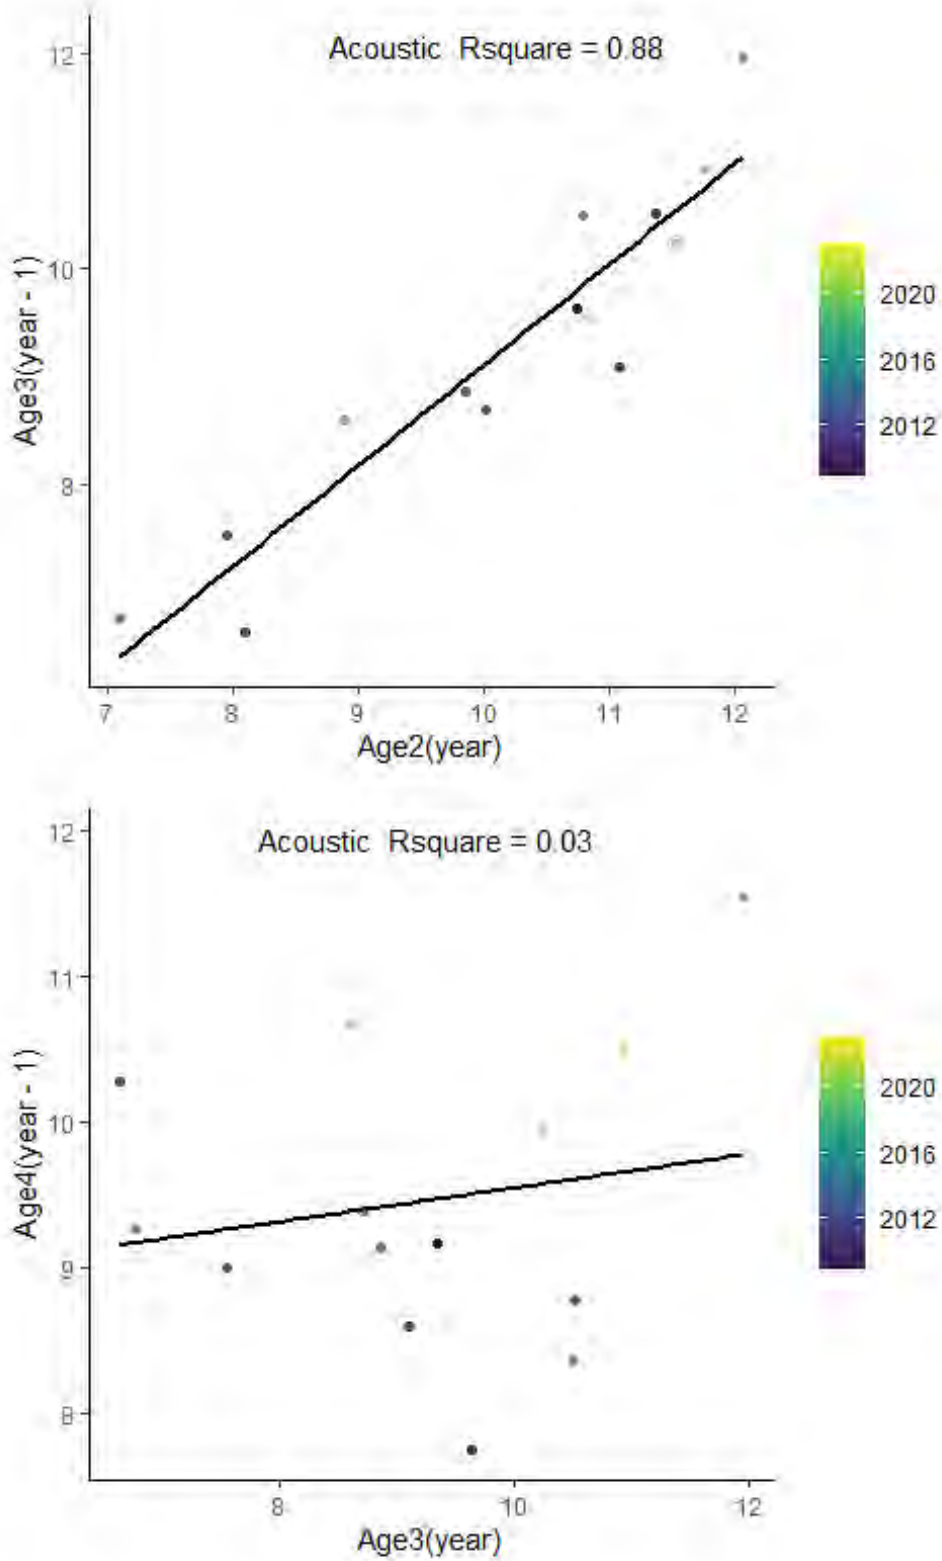 Acoustic Rsquare = 0.88
12
10
8
Age3(year - 1)
7 8 9 10 11 12
Age2(year)
2020
2016
2012
Acoustic Rsquare = 0.03
12
11
10
9
8
Age4(year - 1)
8 10 12
Age3(year)
2020
2016
2012